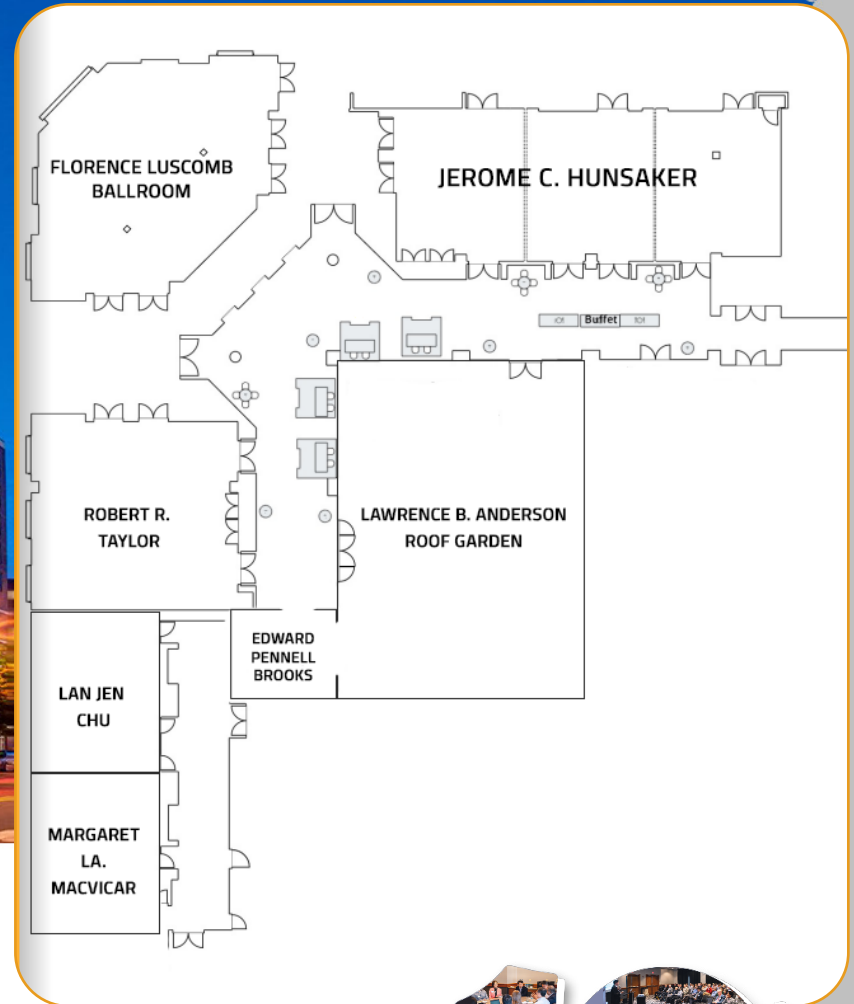 FLORENCE LUSCOMB
BALLROOM
JEROME C. HUNSAKER
Buffet
ROBERT R.
TAYLOR
LAWRENCE B. ANDERSON
ROOF GARDEN
EDWARD
PENNELL
BROOKS
LAN JEN
CHU
MARGARET
LA.
MACVICAR